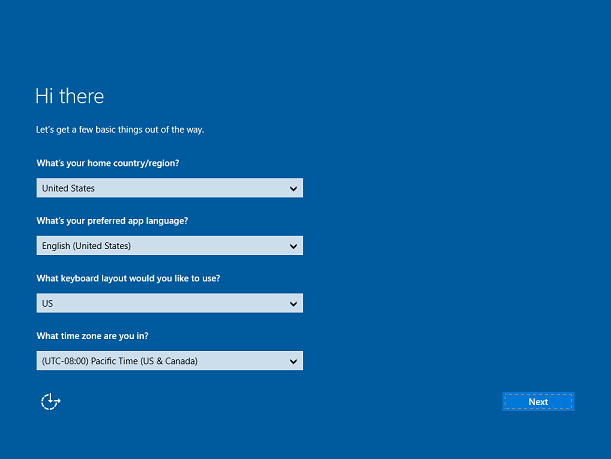 Hi there
Let's get a few basic things out of the way.
What's your home country/region?
United States
What's your preferred app language?
English (United States)
What keyboard layout would you like to use?
US
What time zone are you in?
(UTC-08:00) Pacific Time (US & Canada)
Next